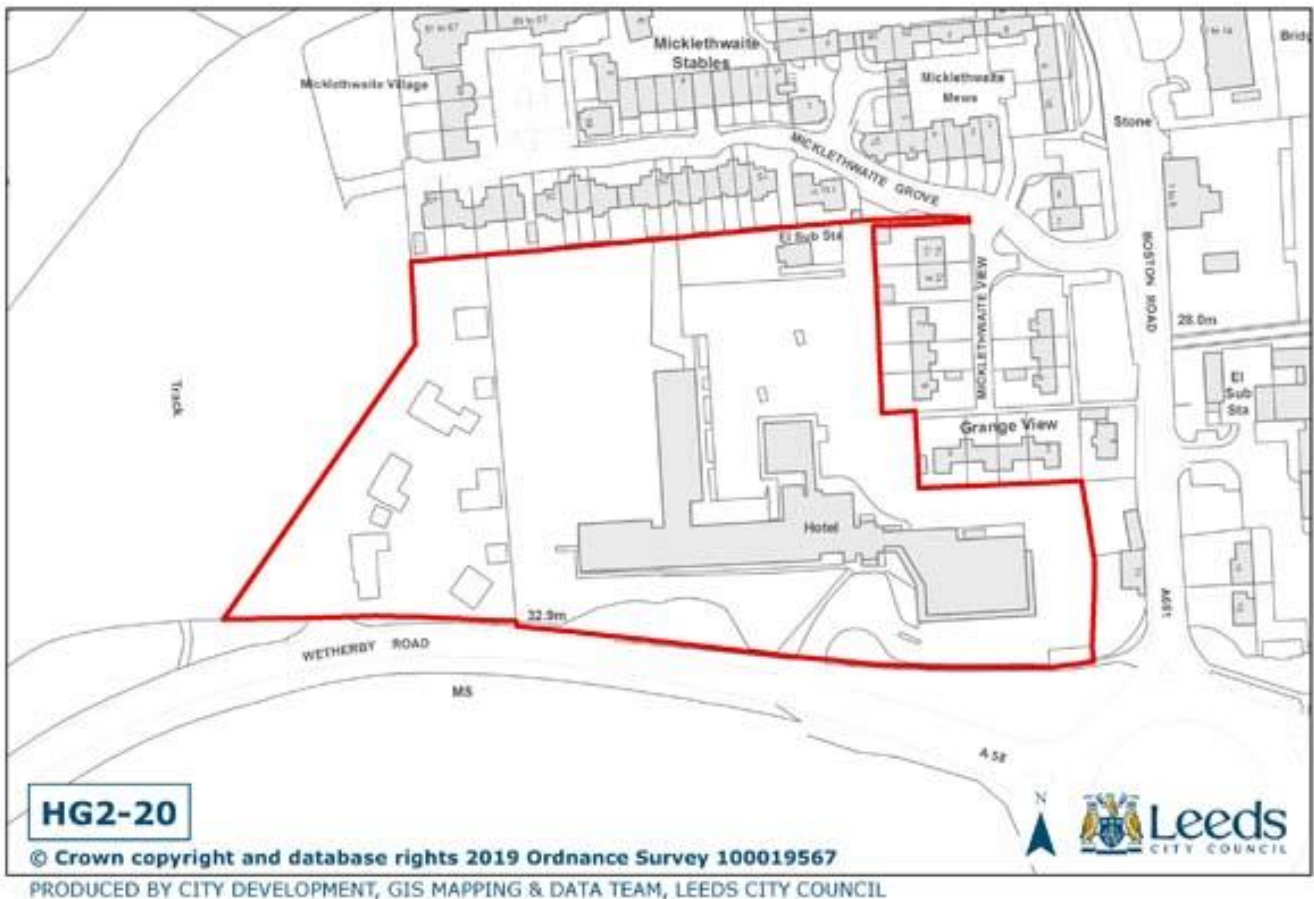 Micklethwaite
Stables
Micklethwaite Village
Micklethwaite
Mews
Stone
MICKLETHWAITE GROVE
El Sub Sta
BOSTON ROAD
MICKLETHWAITE VIEW
28.0m
Track
El
Sub
Sta
Grange View
Hotel
32.9m
WETHERBY ROAD
MS
A 58
HG2-20
N
Leeds
CITY COUNCIL
© Crown copyright and database rights 2019 Ordnance Survey 100019567
PRODUCED BY CITY DEVELOPMENT, GIS MAPPING & DATA TEAM, LEEDS CITY COUNCIL